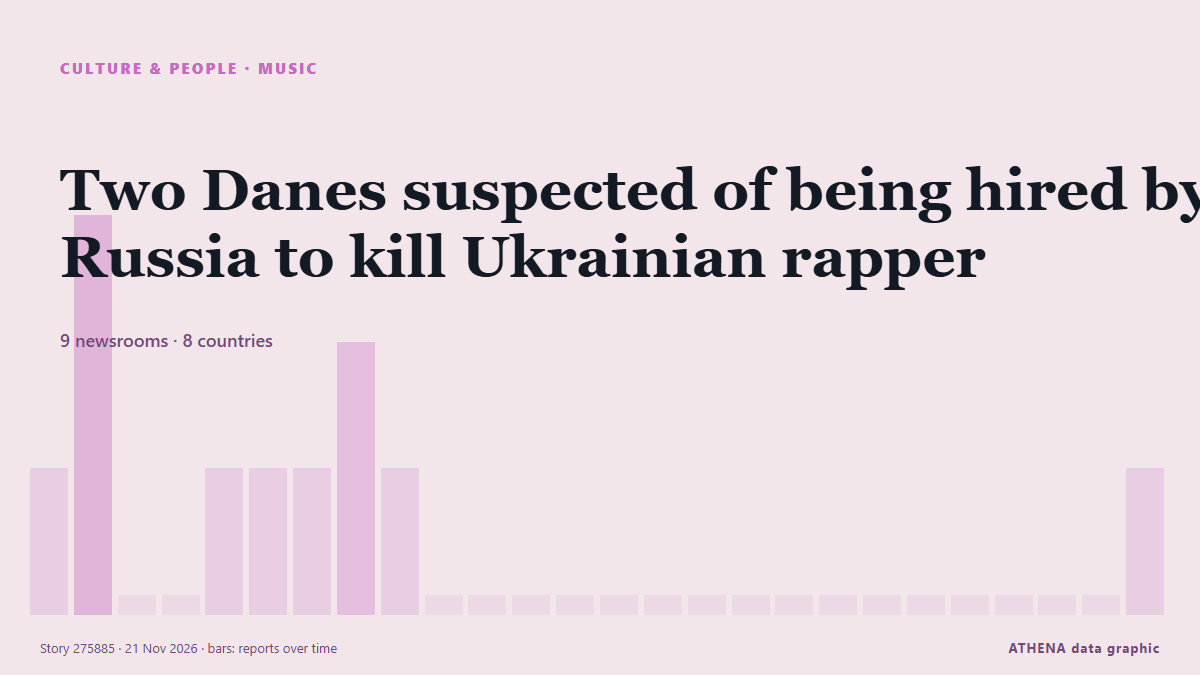 CULTURE & PEOPLE · MUSIC
Two Danes suspected of being hired by
Russia to kill Ukrainian rapper
9 newsrooms · 8 countries
Story 275885 · 21 Nov 2026 · bars: reports over time
ATHENA data graphic